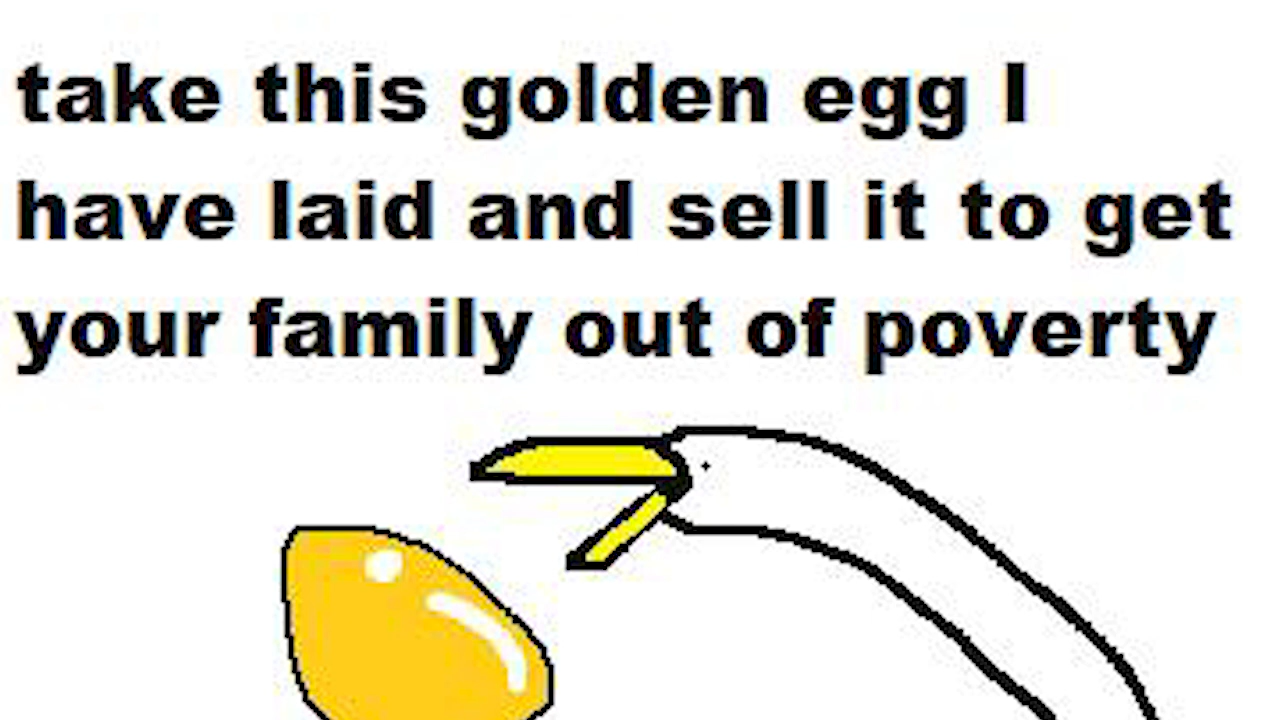 take this golden egg I
have laid and sell it to get
your family out of poverty